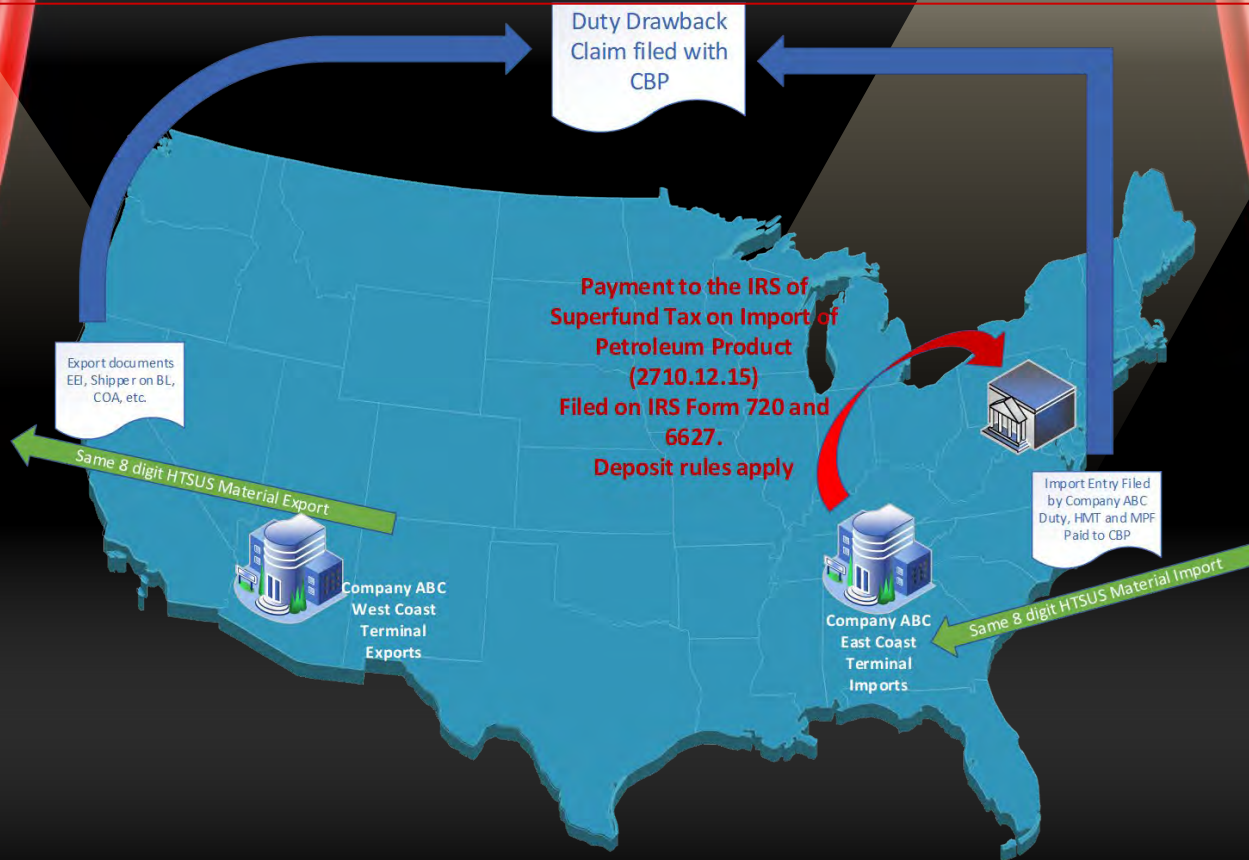 Duty Drawback
Claim filed with
CBP
Payment to the IRS of
Superfund Tax on Import of
Petroleum Product
(2710.12.15)
Filed on IRS Form 720 and
6627.
Deposit rules apply
Export documents
EEI, Shipper on BL,
COA, etc.
Same 8 digit HTSUS Material Export
Company ABC
West Coast
Terminal
Exports
Import Entry Filed
by Company ABC
Duty, HMT and MPF
Paid to CBP
Same 8 digit HTSUS Material Import
Company ABC
East Coast
Terminal
Imports